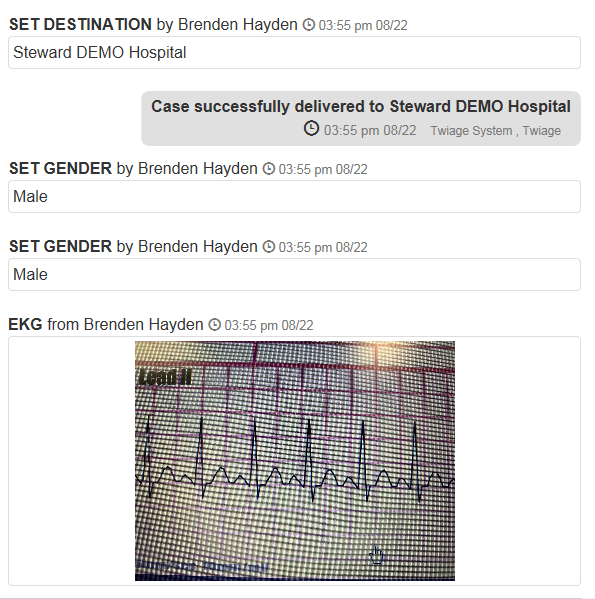 SET DESTINATION by Brenden Hayden 03:55 pm 08/22
Steward DEMO Hospital
Case successfully delivered to Steward DEMO Hospital
03:55 pm 08/22 Twiage System , Twiage
SET GENDER by Brenden Hayden 03:55 pm 08/22
Male
SET GENDER by Brenden Hayden 03:55 pm 08/22
Male
EKG from Brenden Hayden 03:55 pm 08/22
Lead II